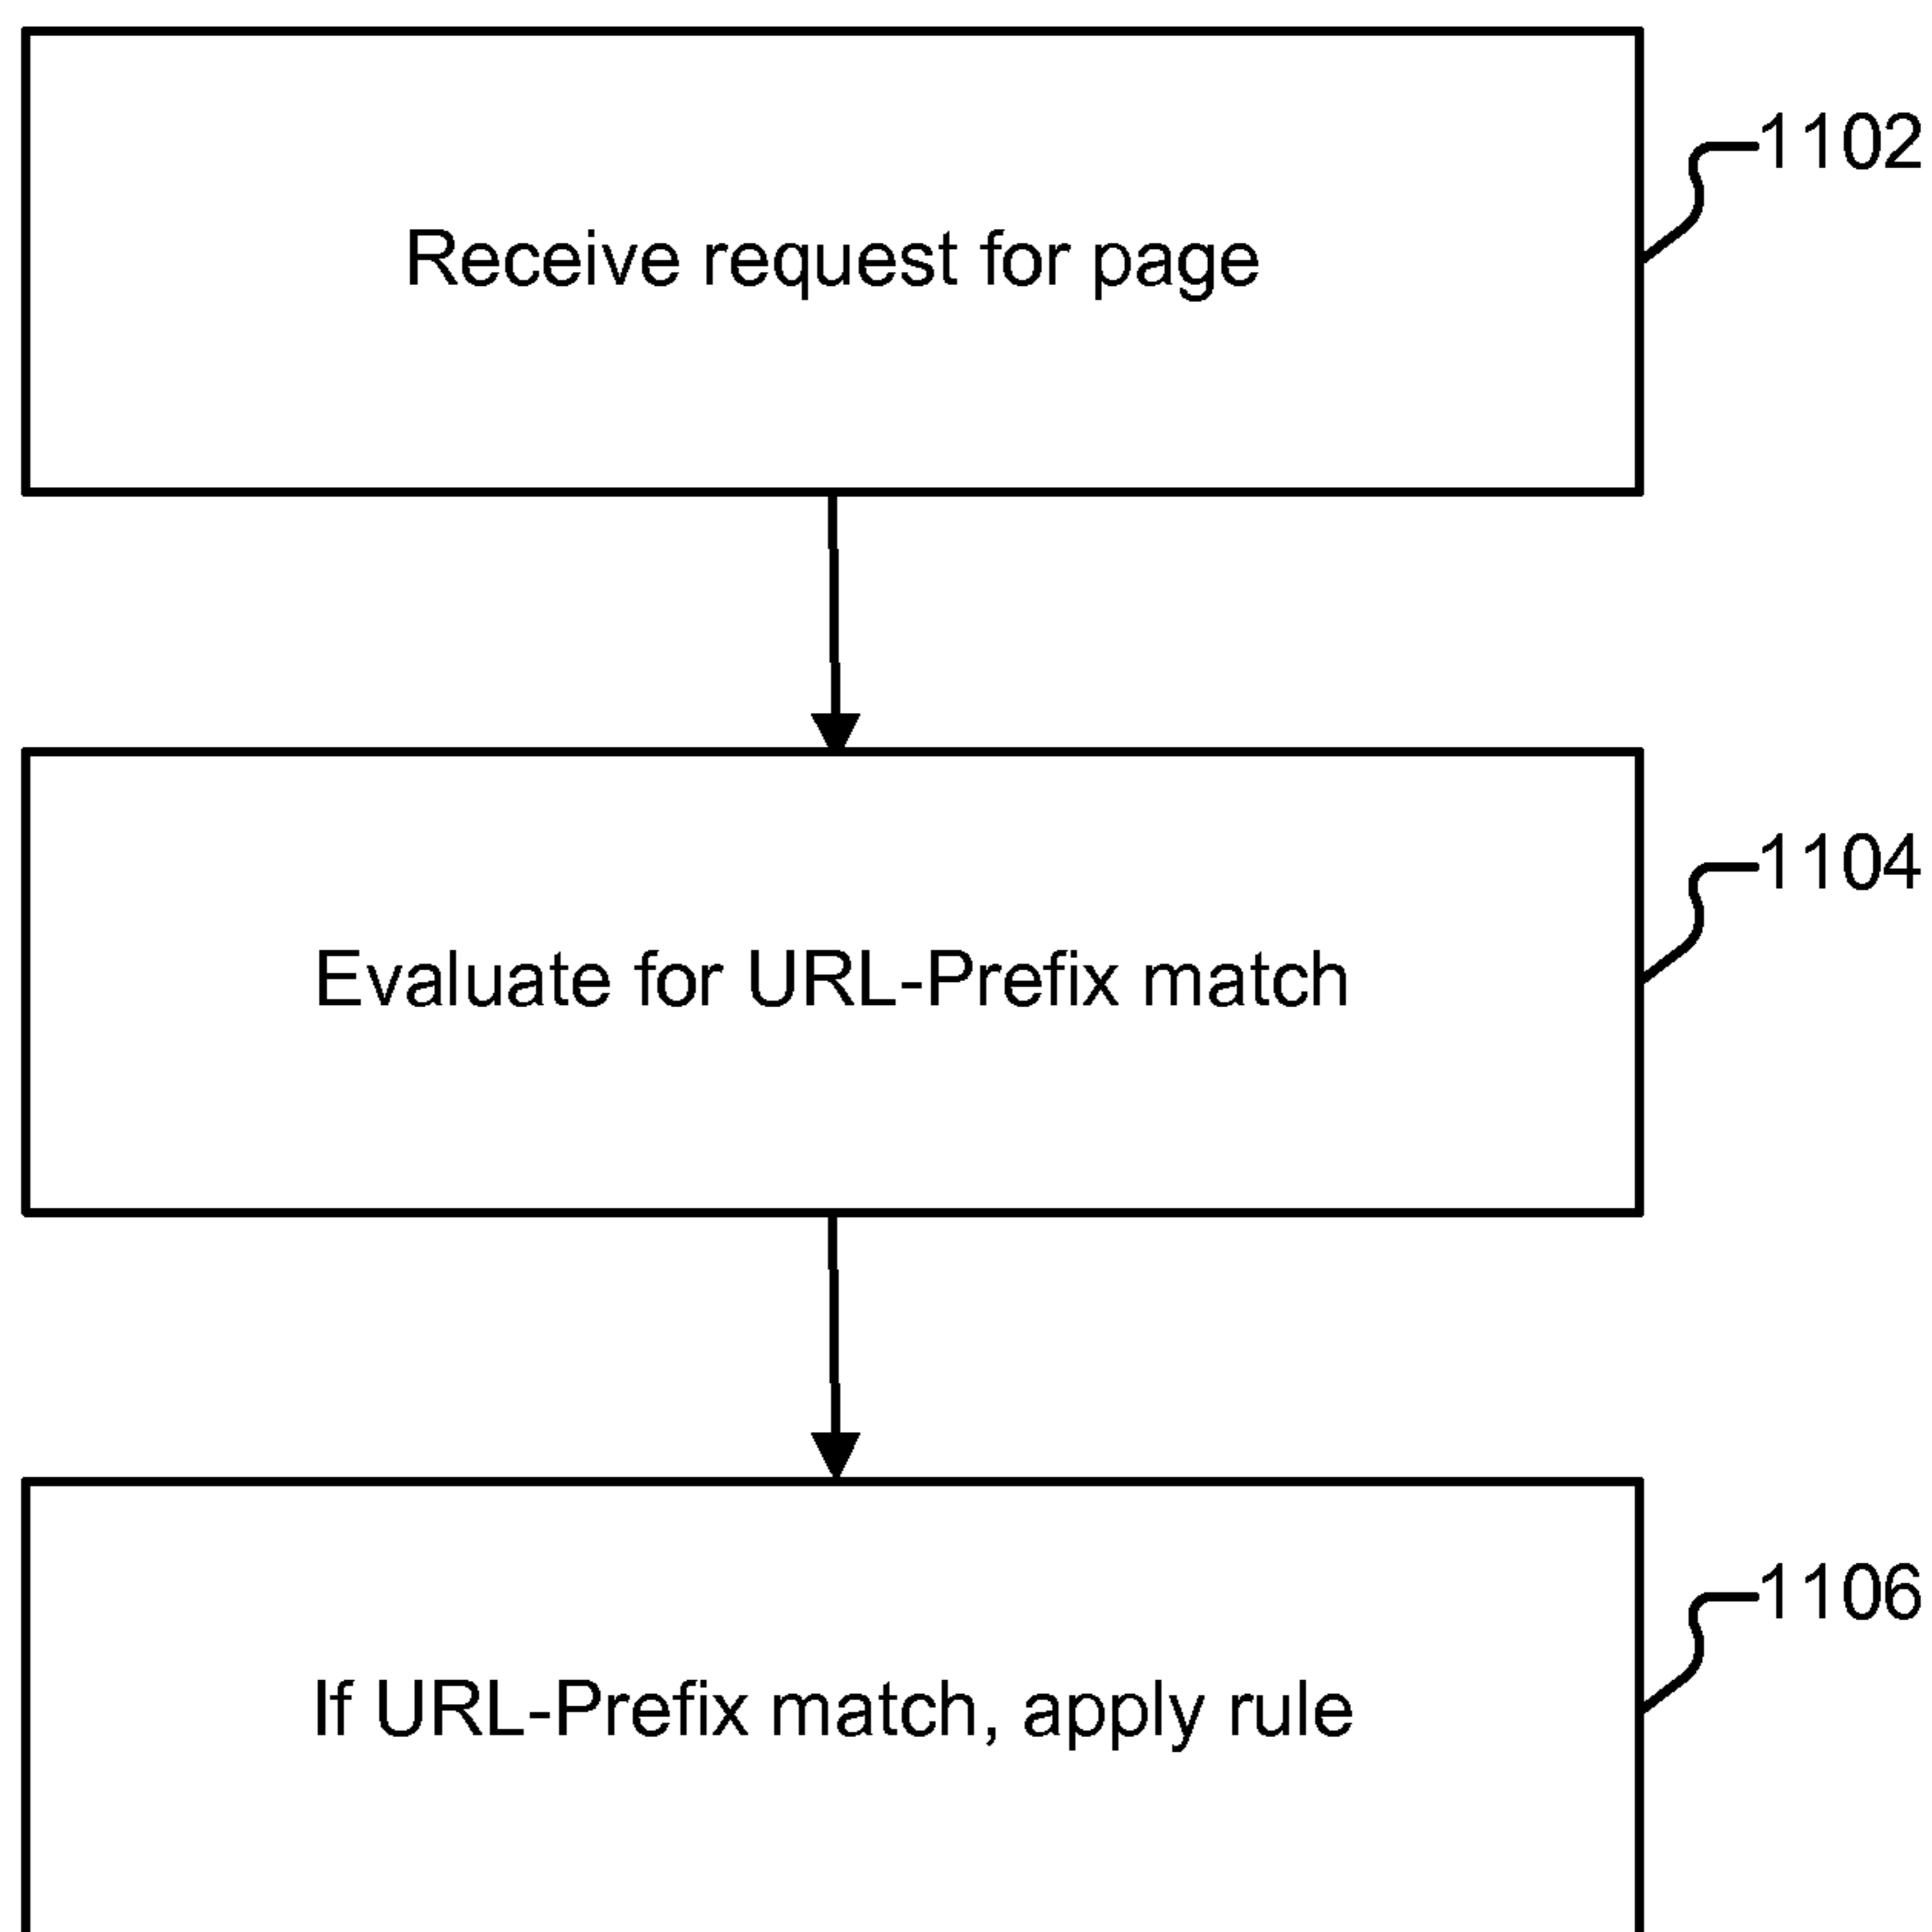 1102
Receive request for page
1104
Evaluate for URL-Prefix match
1106
If URL-Prefix match, apply rule